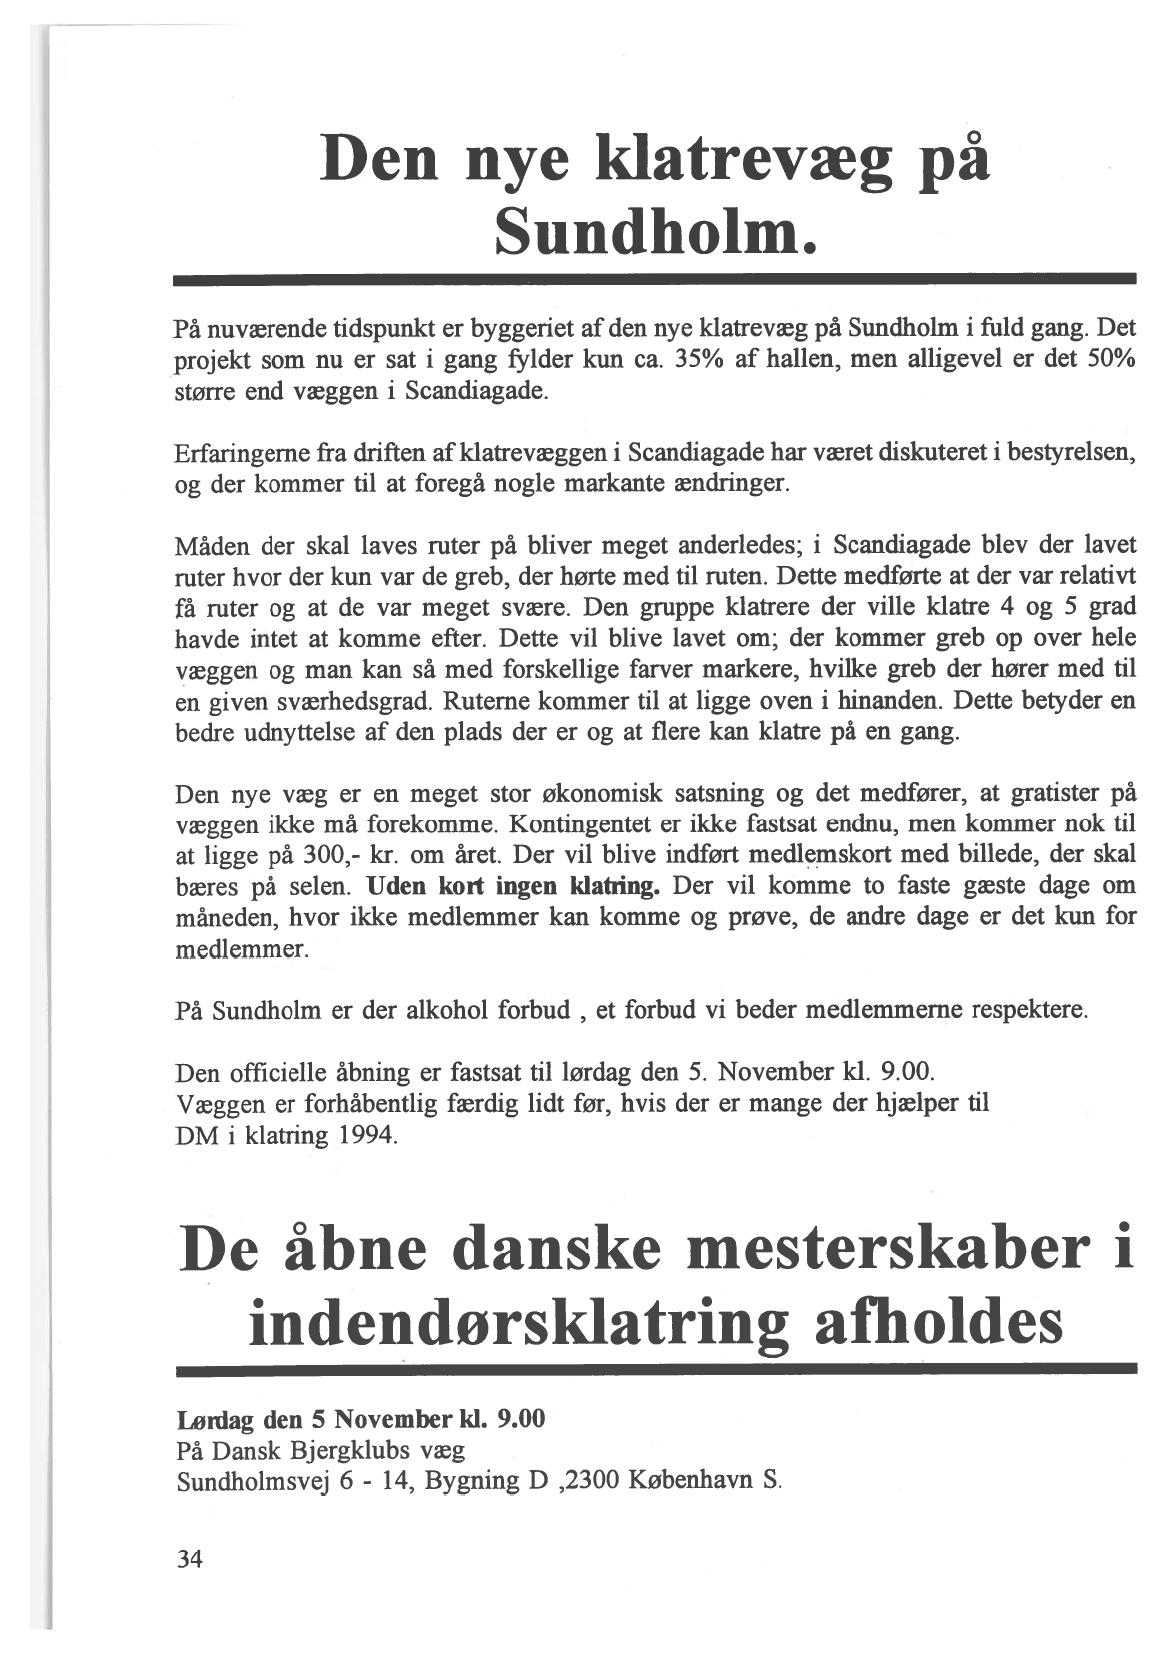 Den nye klatrevæg på
Sundholm.
På nuværende tidspunkt er byggeriet af den nye klatrevæg på Sundholm i fuld gang. Det
projekt som nu er sat i gang fylder kun ca. 35% af hallen, men alligevel er det 50%
større end væggen i Scandiagade.
Erfaringerne fra driften af klatrevæggen i Scandiagade har været diskuteret i bestyrelsen,
og der kommer til at foregå nogle markante ændringer.
Måden der skal laves ruter på bliver meget anderledes; i Scandiagade blev der lavet
ruter hvor der kun var de greb, der hørte med til ruten. Dette medførte at der var relativt
få ruter og at de var meget svære. Den gruppe klatrere der ville klatre 4 og 5 grad
havde intet at komme efter. Dette vil blive lavet om; der kommer greb op over hele
væggen og man kan så med forskellige farver markere, hvilke greb der hører med til
en given sværhedsgrad. Ruterne kommer til at ligge oven i hinanden. Dette betyder en
bedre udnyttelse af den plads der er og at flere kan klatre på en gang.
Den nye væg er en meget stor økonomisk satsning og det medfører, at gratister på
væggen ikke må forekomme. Kontingentet er ikke fastsat endnu, men kommer nok til
at ligge på 300,- kr. om året. Der vil blive indført medlemskort med billede, der skal
bæres på selen. Uden kort ingen klatring. Der vil komme to faste gæste dage om
måneden, hvor ikke medlemmer kan komme og prøve, de andre dage er det kun for
medlemmer.
På Sundholm er der alkohol forbud , et forbud vi beder medlemmerne respektere.
Den officielle åbning er fastsat til lørdag den 5. November kl. 9.00.
Væggen er forhåbentlig færdig lidt før, hvis der er mange der hjælper til
DM i klatring 1994.
De åbne danske mesterskaber i
indendørsklatring afholdes
Lørdag den 5 November kl. 9.00
På Dansk Bjergklubs væg
Sundholmsvej 6 - 14, Bygning D ,2300 København S.
34